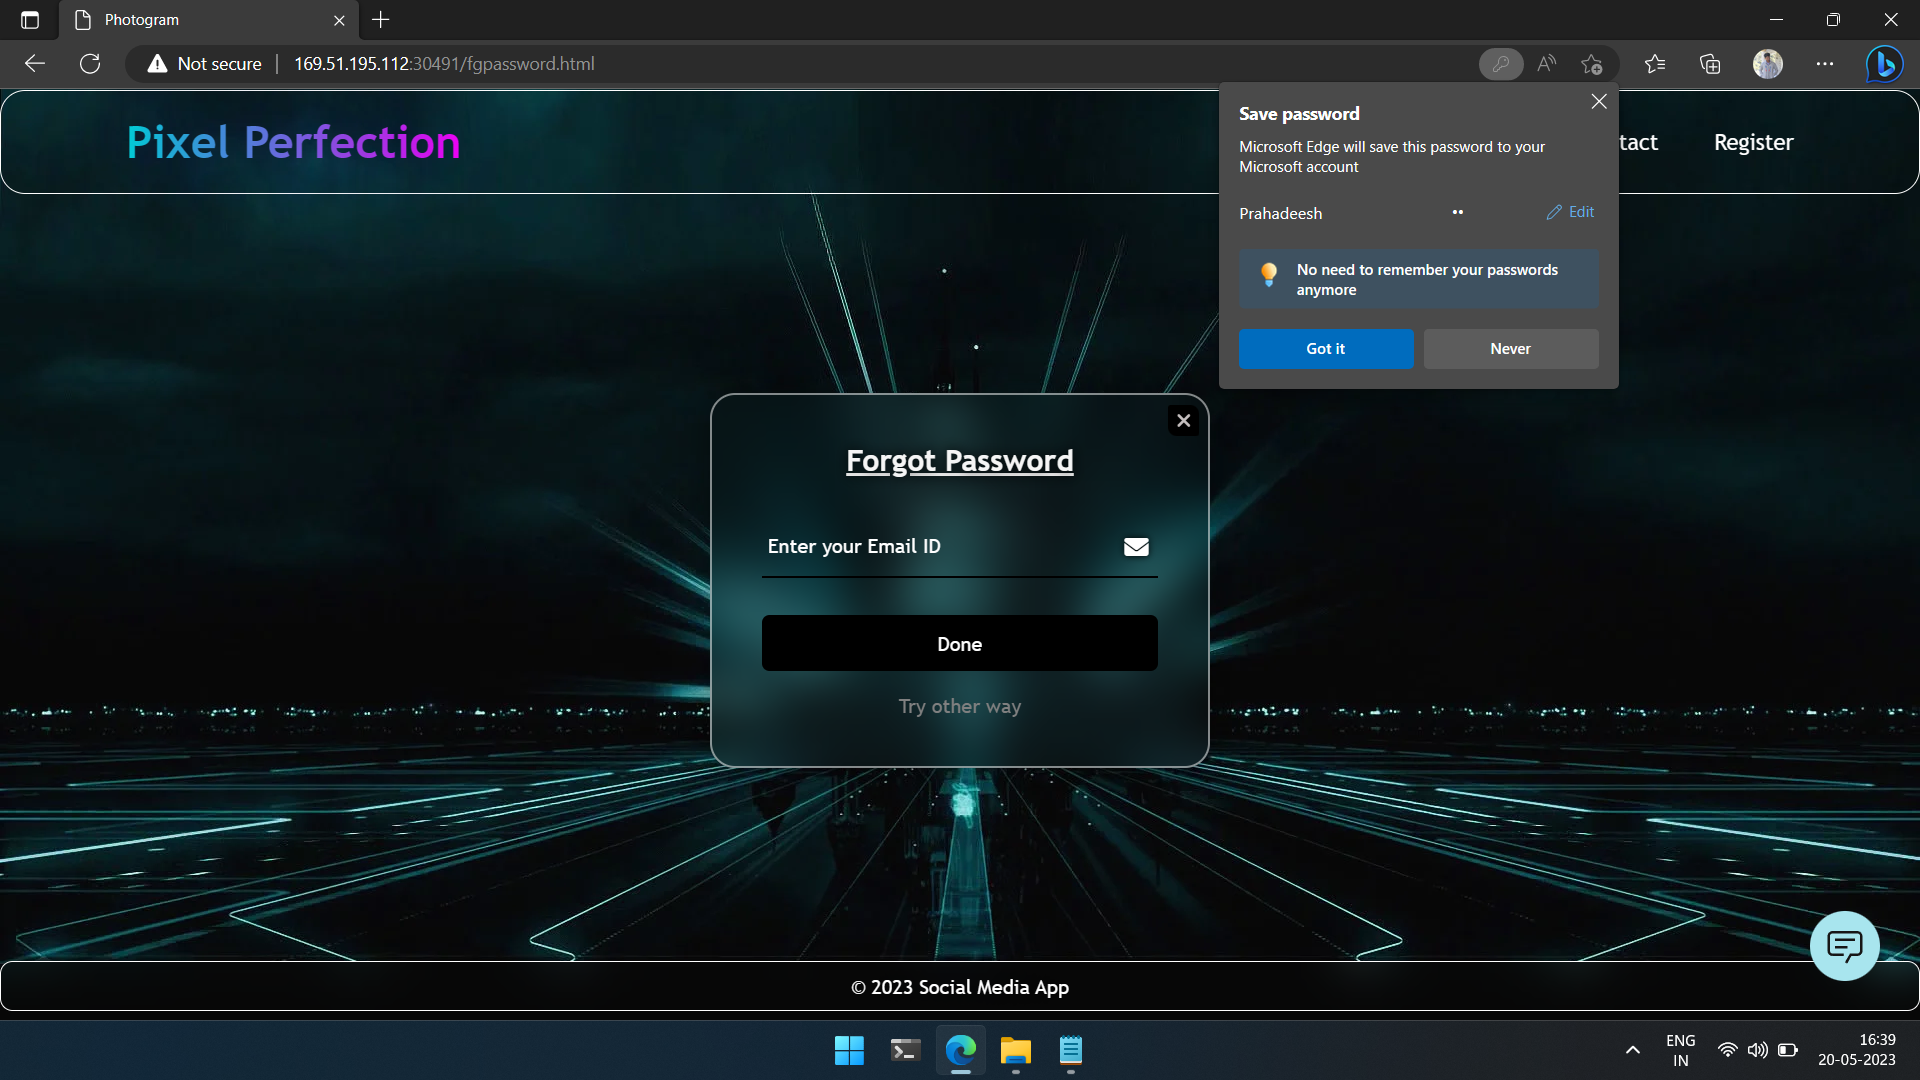 Photogram
Not secure
169.51.195.112:30491/fgpassword.html
Pixel Perfection
tact
Register
Save password
Microsoft Edge will save this password to your
Microsoft account
Prahadeesh
••
Edit
No need to remember your passwords
anymore
Got it
Never
Forgot Password
Enter your Email ID
Done
Try other way
© 2023 Social Media App
ENG
IN
16:39
20-05-2023